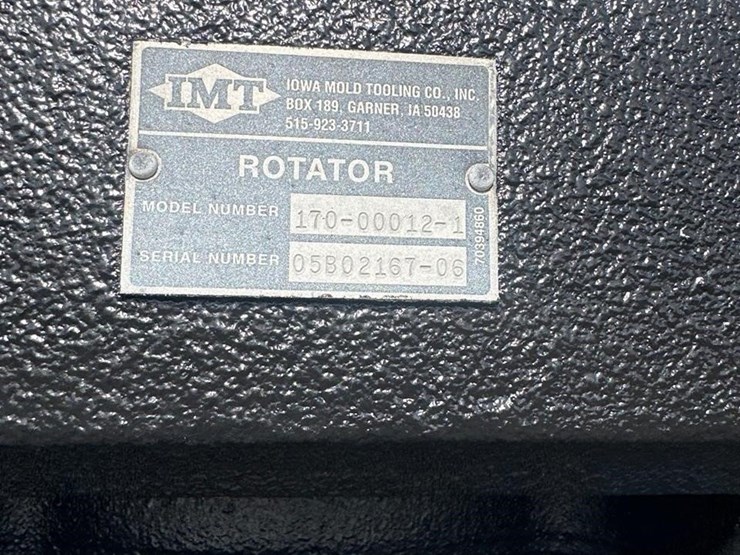 IMT
IOWA MOLD TOOLING CO., INC.
BOX 189, GARNER, IA 50438
515-923-3711
ROTATOR
MODEL NUMBER 170-00012-1
SERIAL NUMBER 05B02167-06
70394860